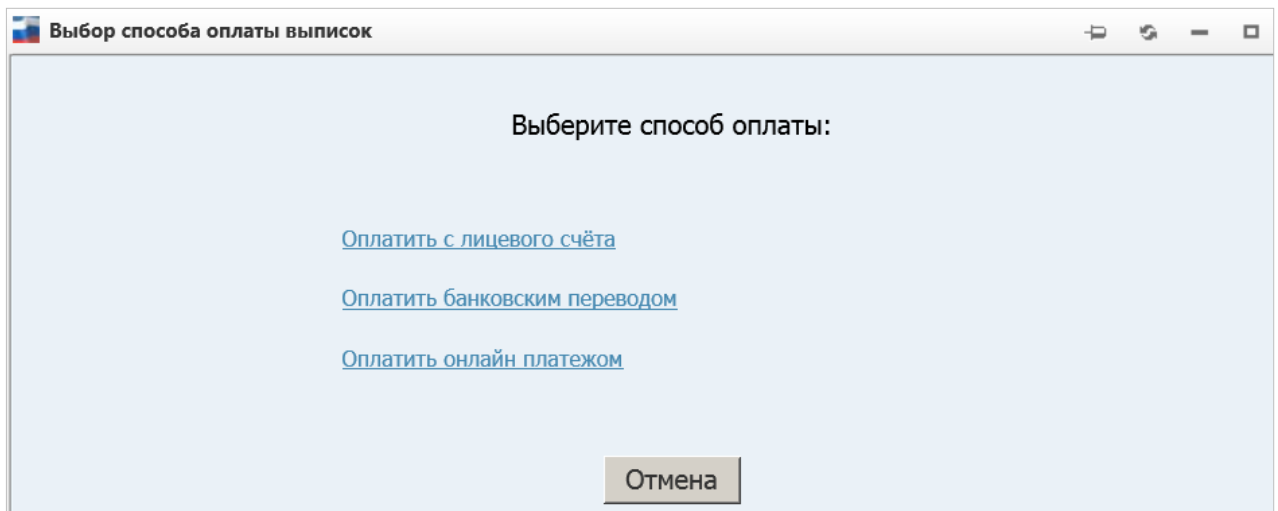 Выбор способа оплаты выписок
Выберите способ оплаты:
Оплатить с лицевого счёта
Оплатить банковским переводом
Оплатить онлайн платежом
Отмена